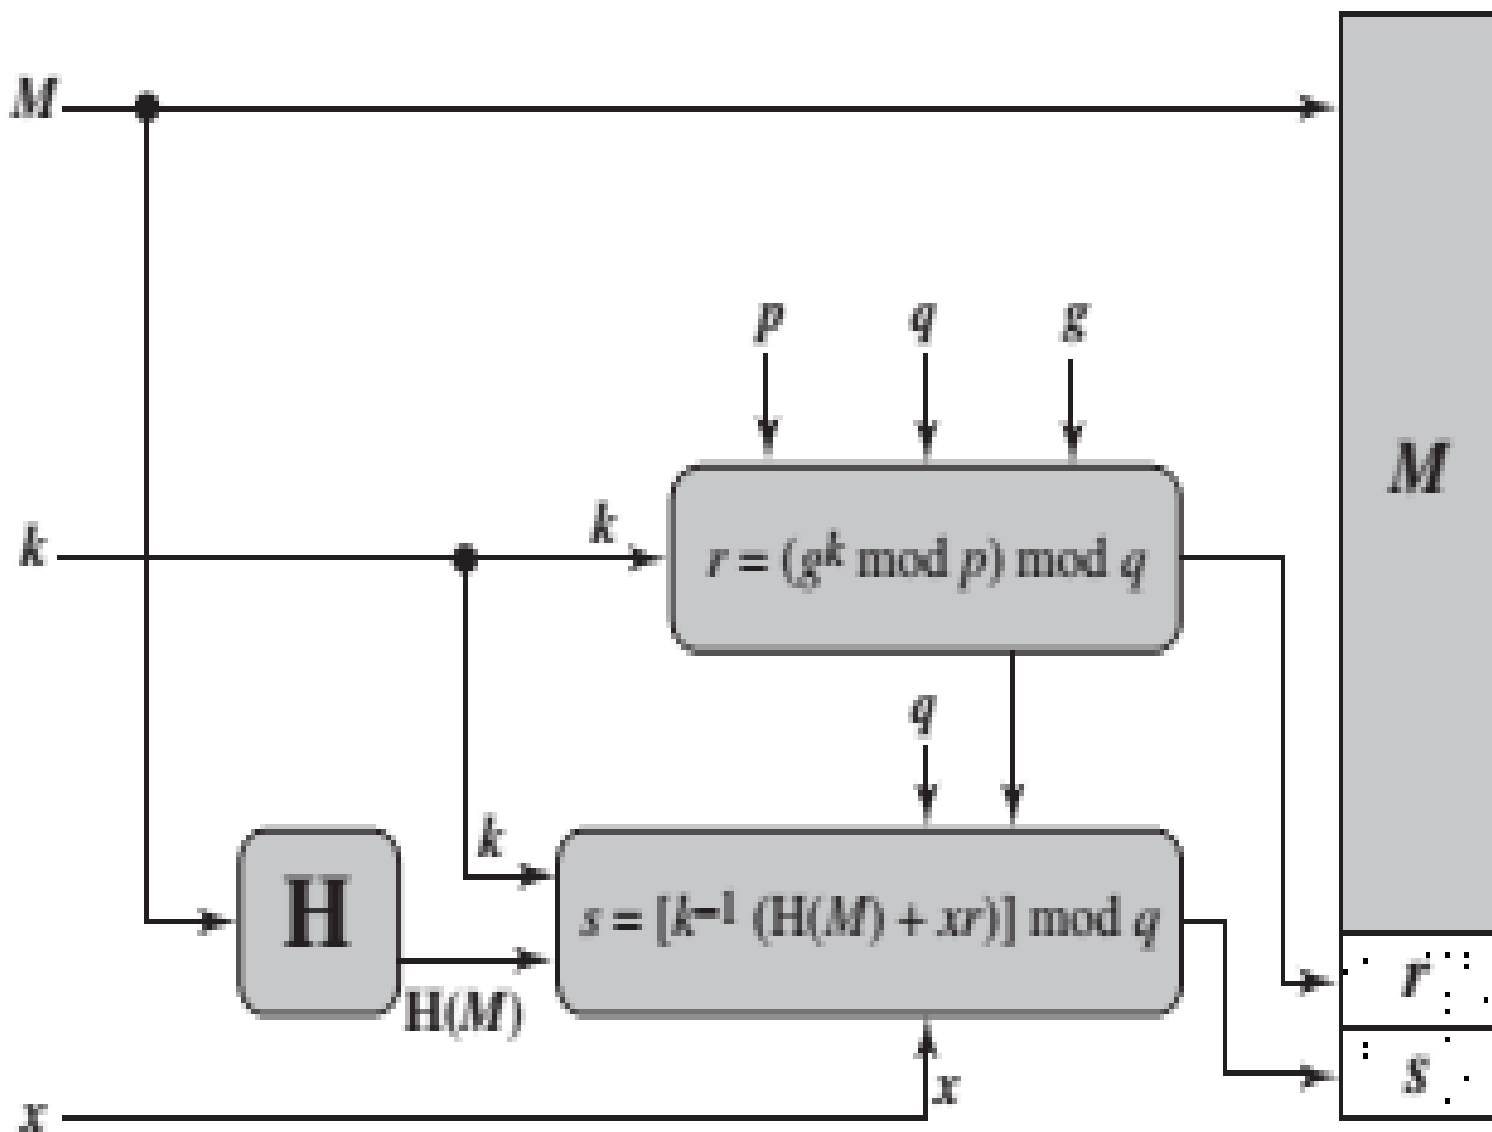 M
p q g
M
k
k
r = (g^k mod p) mod q
q
k
H
s = [k^–1 (H(M) + xr)] mod q
H(M)
r
x
s
x